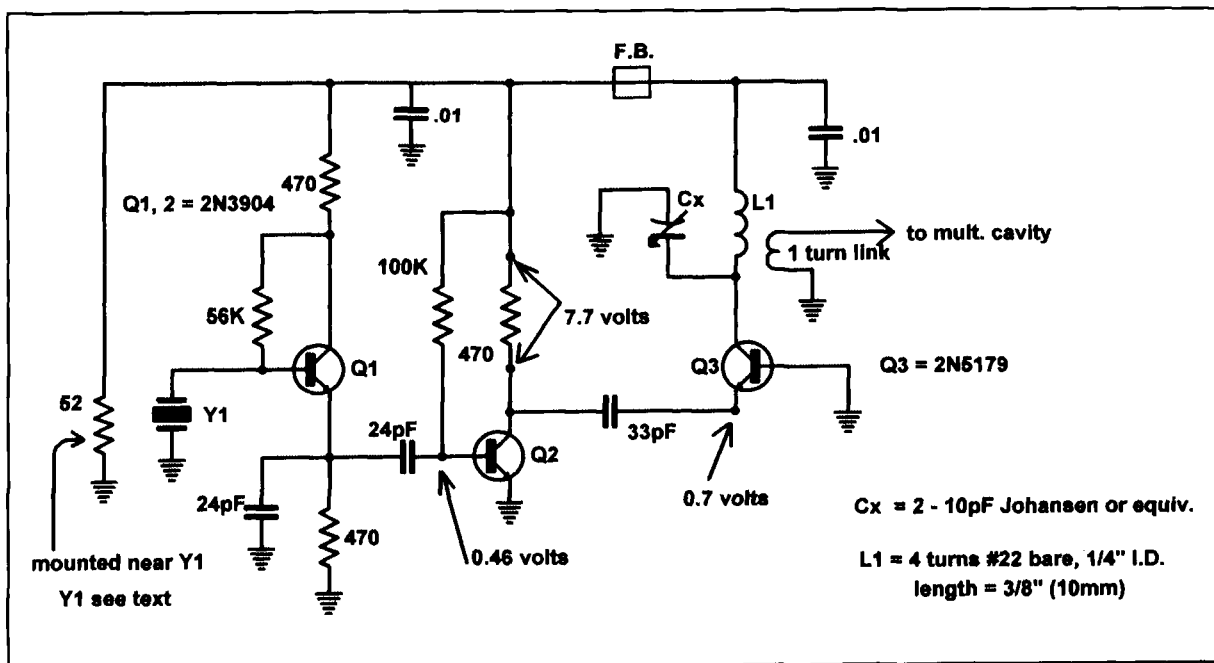 F.B.
.01
.01
470
Q1, 2 = 2N3904
Cx
L1
to mult. cavity
1 turn link
100K
56K
7.7 volts
470
Q1
Q3
Q3 = 2N5179
52
Y1
24pF
33pF
Q2
24pF
0.7 volts
470
0.46 volts
mounted near Y1
Y1 see text
Cx = 2 - 10pF Johansen or equiv.
L1 = 4 turns #22 bare, 1/4" I.D.
length = 3/8" (10mm)